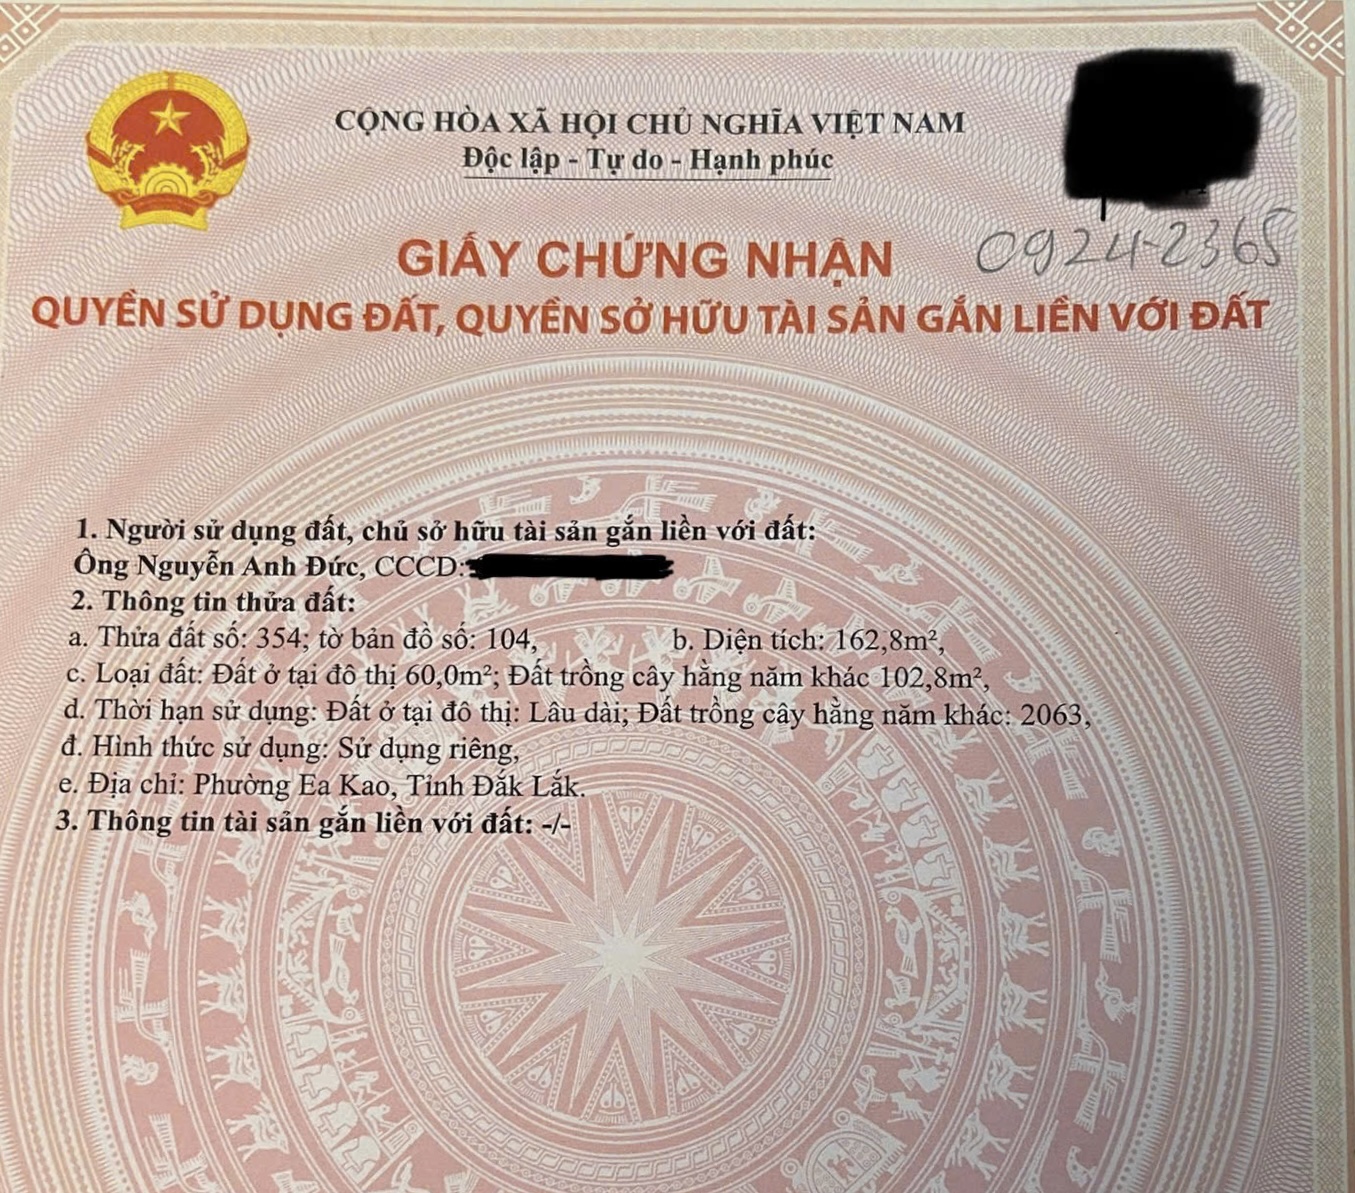 CỘNG HÒA XÃ HỘI CHỦ NGHĨA VIỆT NAM
Độc lập - Tự do - Hạnh phúc
0924-2365
GIẤY CHỨNG NHẬN
QUYỀN SỬ DỤNG ĐẤT, QUYỀN SỞ HỮU TÀI SẢN GẮN LIỀN VỚI ĐẤT
1. Người sử dụng đất, chủ sở hữu tài sản gắn liền với đất:
Ông Nguyễn Anh Đức, CCCD:
2. Thông tin thửa đất:
a. Thửa đất số: 354; tờ bản đồ số: 104, b. Diện tích: 162,8m²,
c. Loại đất: Đất ở tại đô thị 60,0m²; Đất trồng cây hằng năm khác 102,8m²,
d. Thời hạn sử dụng: Đất ở tại đô thị: Lâu dài; Đất trồng cây hằng năm khác: 2063,
đ. Hình thức sử dụng: Sử dụng riêng,
e. Địa chỉ: Phường Ea Kao, Tỉnh Đắk Lắk.
3. Thông tin tài sản gắn liền với đất: -/-